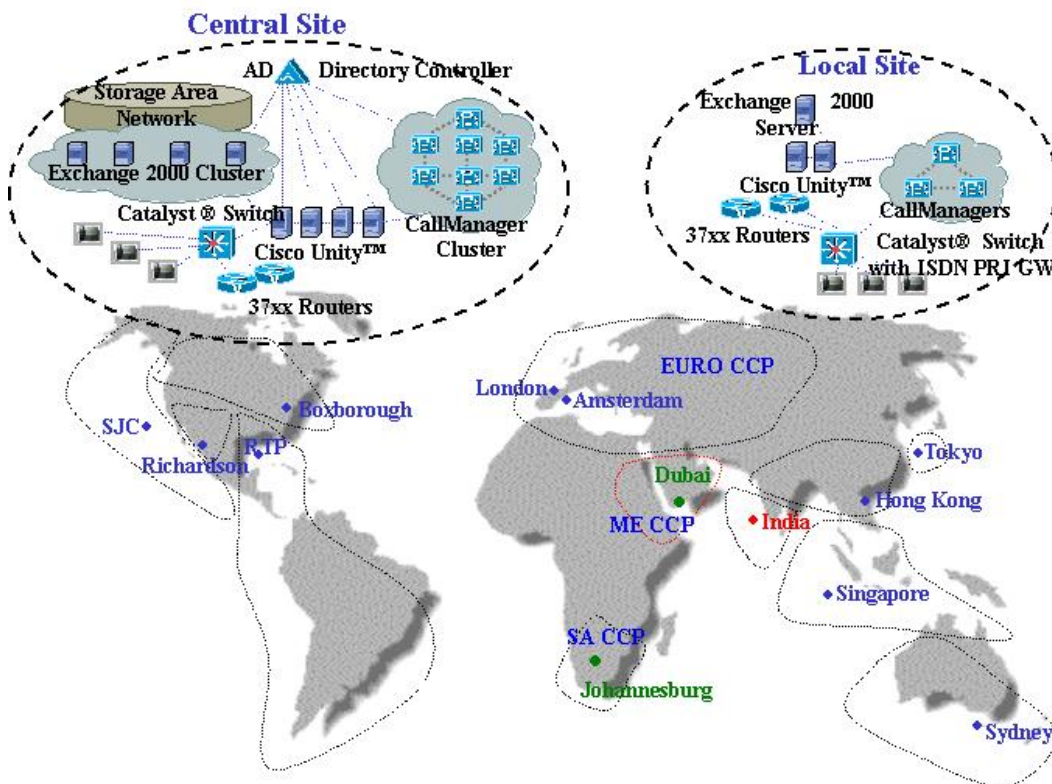 Central Site
AD
Directory Controller
Storage Area
Network
Exchange 2000 Cluster
Catalyst ® Switch
Cisco Unity™
CallManager
Cluster
37xx Routers
Local Site
Exchange 2000
Server
Cisco Unity™
CallManagers
37xx Routers
Catalyst® Switch
with ISDN PRI GW
EURO CCP
London
Amsterdam
Boxborough
SJC
RTP
Richardson
Tokyo
Dubai
Hong Kong
ME CCP
India
Singapore
SA CCP
Johannesburg
Sydney